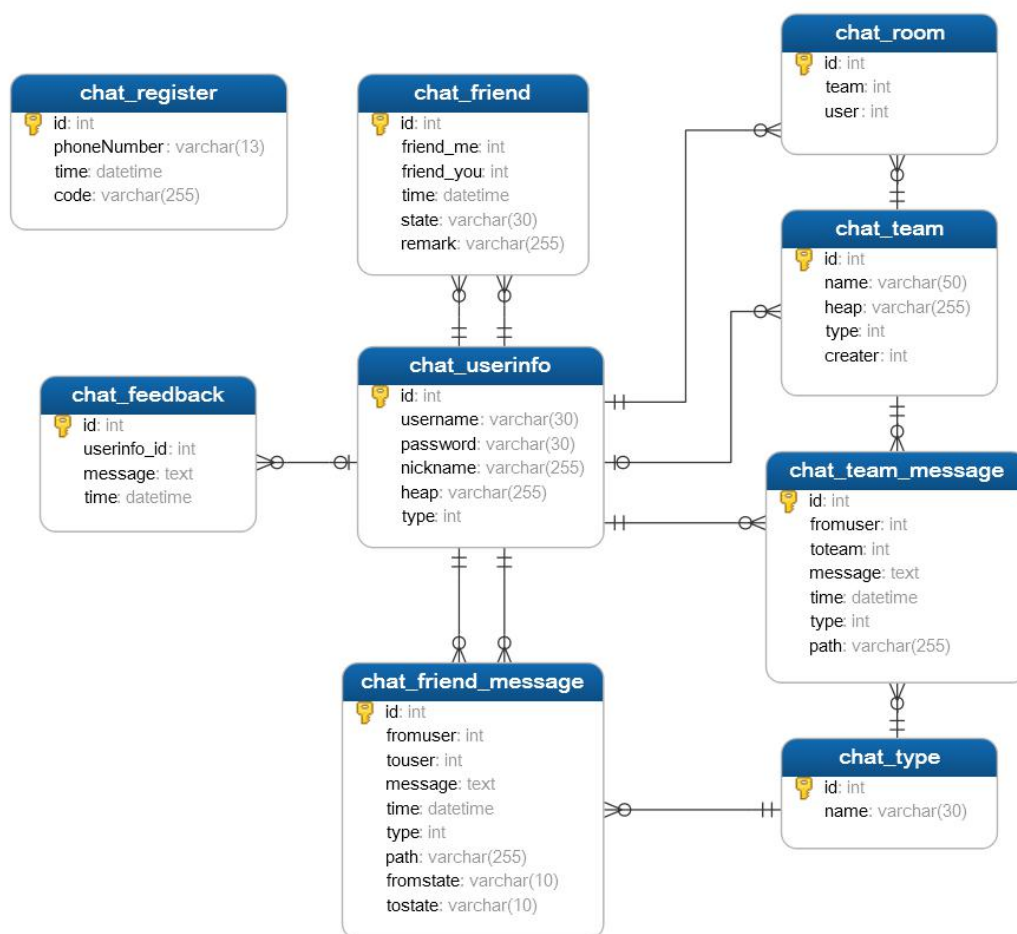 chat_register
id: int
phoneNumber: varchar(13)
time: datetime
code: varchar(255)
chat_friend
id: int
friend_me: int
friend_you: int
time: datetime
state: varchar(30)
remark: varchar(255)
chat_room
id: int
team: int
user: int
chat_team
id: int
name: varchar(50)
heap: varchar(255)
type: int
creater: int
chat_feedback
id: int
userinfo_id: int
message: text
time: datetime
chat_userinfo
id: int
username: varchar(30)
password: varchar(30)
nickname: varchar(255)
heap: varchar(255)
type: int
chat_team_message
id: int
fromuser: int
toteam: int
message: text
time: datetime
type: int
path: varchar(255)
chat_friend_message
id: int
fromuser: int
touser: int
message: text
time: datetime
type: int
path: varchar(255)
fromstate: varchar(10)
tostate: varchar(10)
chat_type
id: int
name: varchar(30)